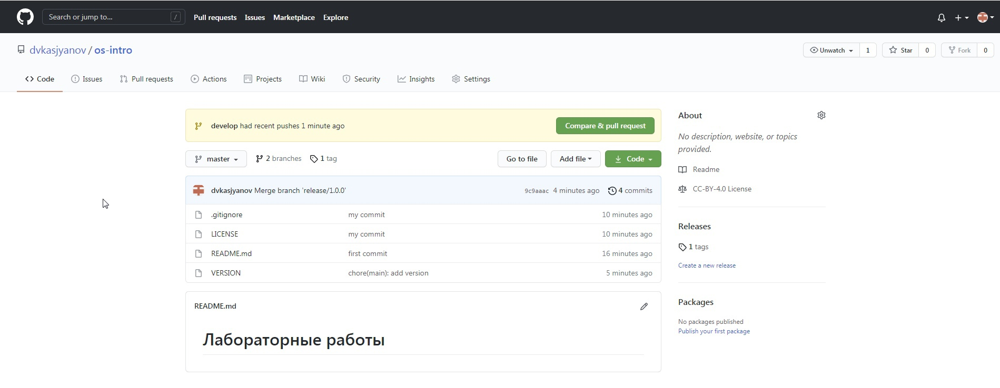 Search or jump to... /
Pull requests Issues Marketplace Explore
dvkasjyanov / os-intro
Unwatch 1 Star 0 Fork 0
Code Issues Pull requests Actions Projects Wiki Security Insights Settings
develop had recent pushes 1 minute ago
Compare & pull request
master 2 branches 1 tag
Go to file Add file Code
dvkasjyanov Merge branch 'release/1.0.0' 9c9aaac 4 minutes ago 4 commits
.gitignore my commit 10 minutes ago
LICENSE my commit 10 minutes ago
README.md first commit 16 minutes ago
VERSION chore(main): add version 5 minutes ago
README.md
Лабораторные работы
About
No description, website, or topics
provided.
Readme
CC-BY-4.0 License
Releases
1 tags
Create a new release
Packages
No packages published
Publish your first package